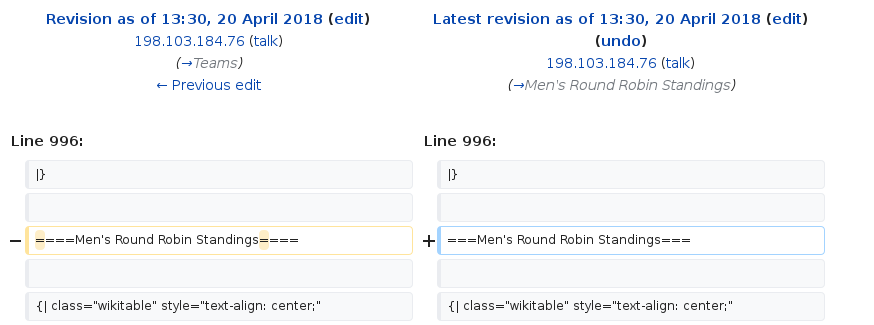 Revision as of 13:30, 20 April 2018 (edit)
198.103.184.76 (talk)
(→Teams)
← Previous edit
Latest revision as of 13:30, 20 April 2018 (edit)
(undo)
198.103.184.76 (talk)
(→Men's Round Robin Standings)
Line 996:
Line 996:
|}
|}
− ====Men's Round Robin Standings====
+ ===Men's Round Robin Standings===
{| class="wikitable" style="text-align: center;"
{| class="wikitable" style="text-align: center;"